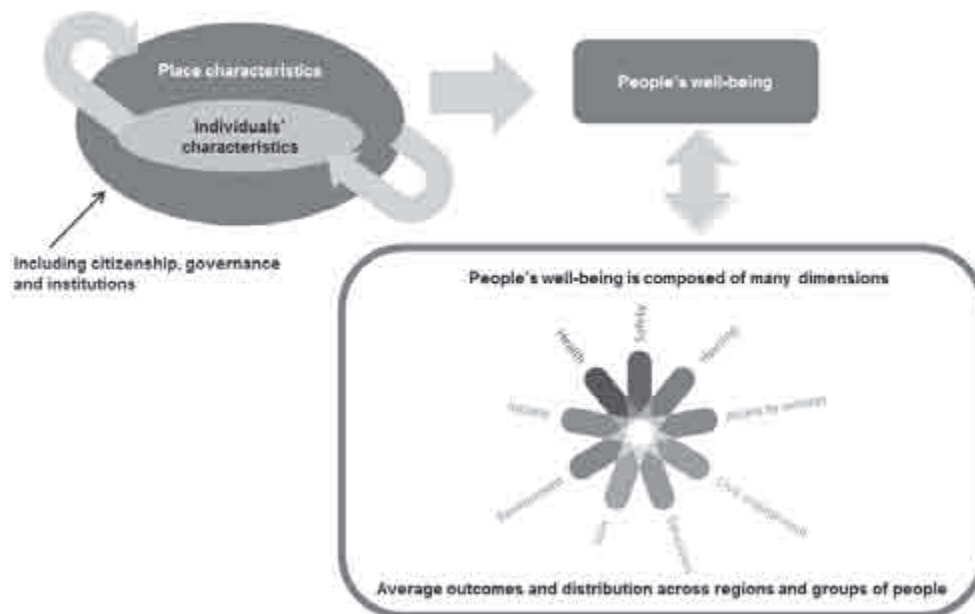 Place characteristics
Individuals'
characteristics
People's well-being
Including citizenship, governance
and institutions
People's well-being is composed of many dimensions
Safety
Health
Housing
Income
Access to services
Environment
Civic engagement
Education
Average outcomes and distribution across regions and groups of people